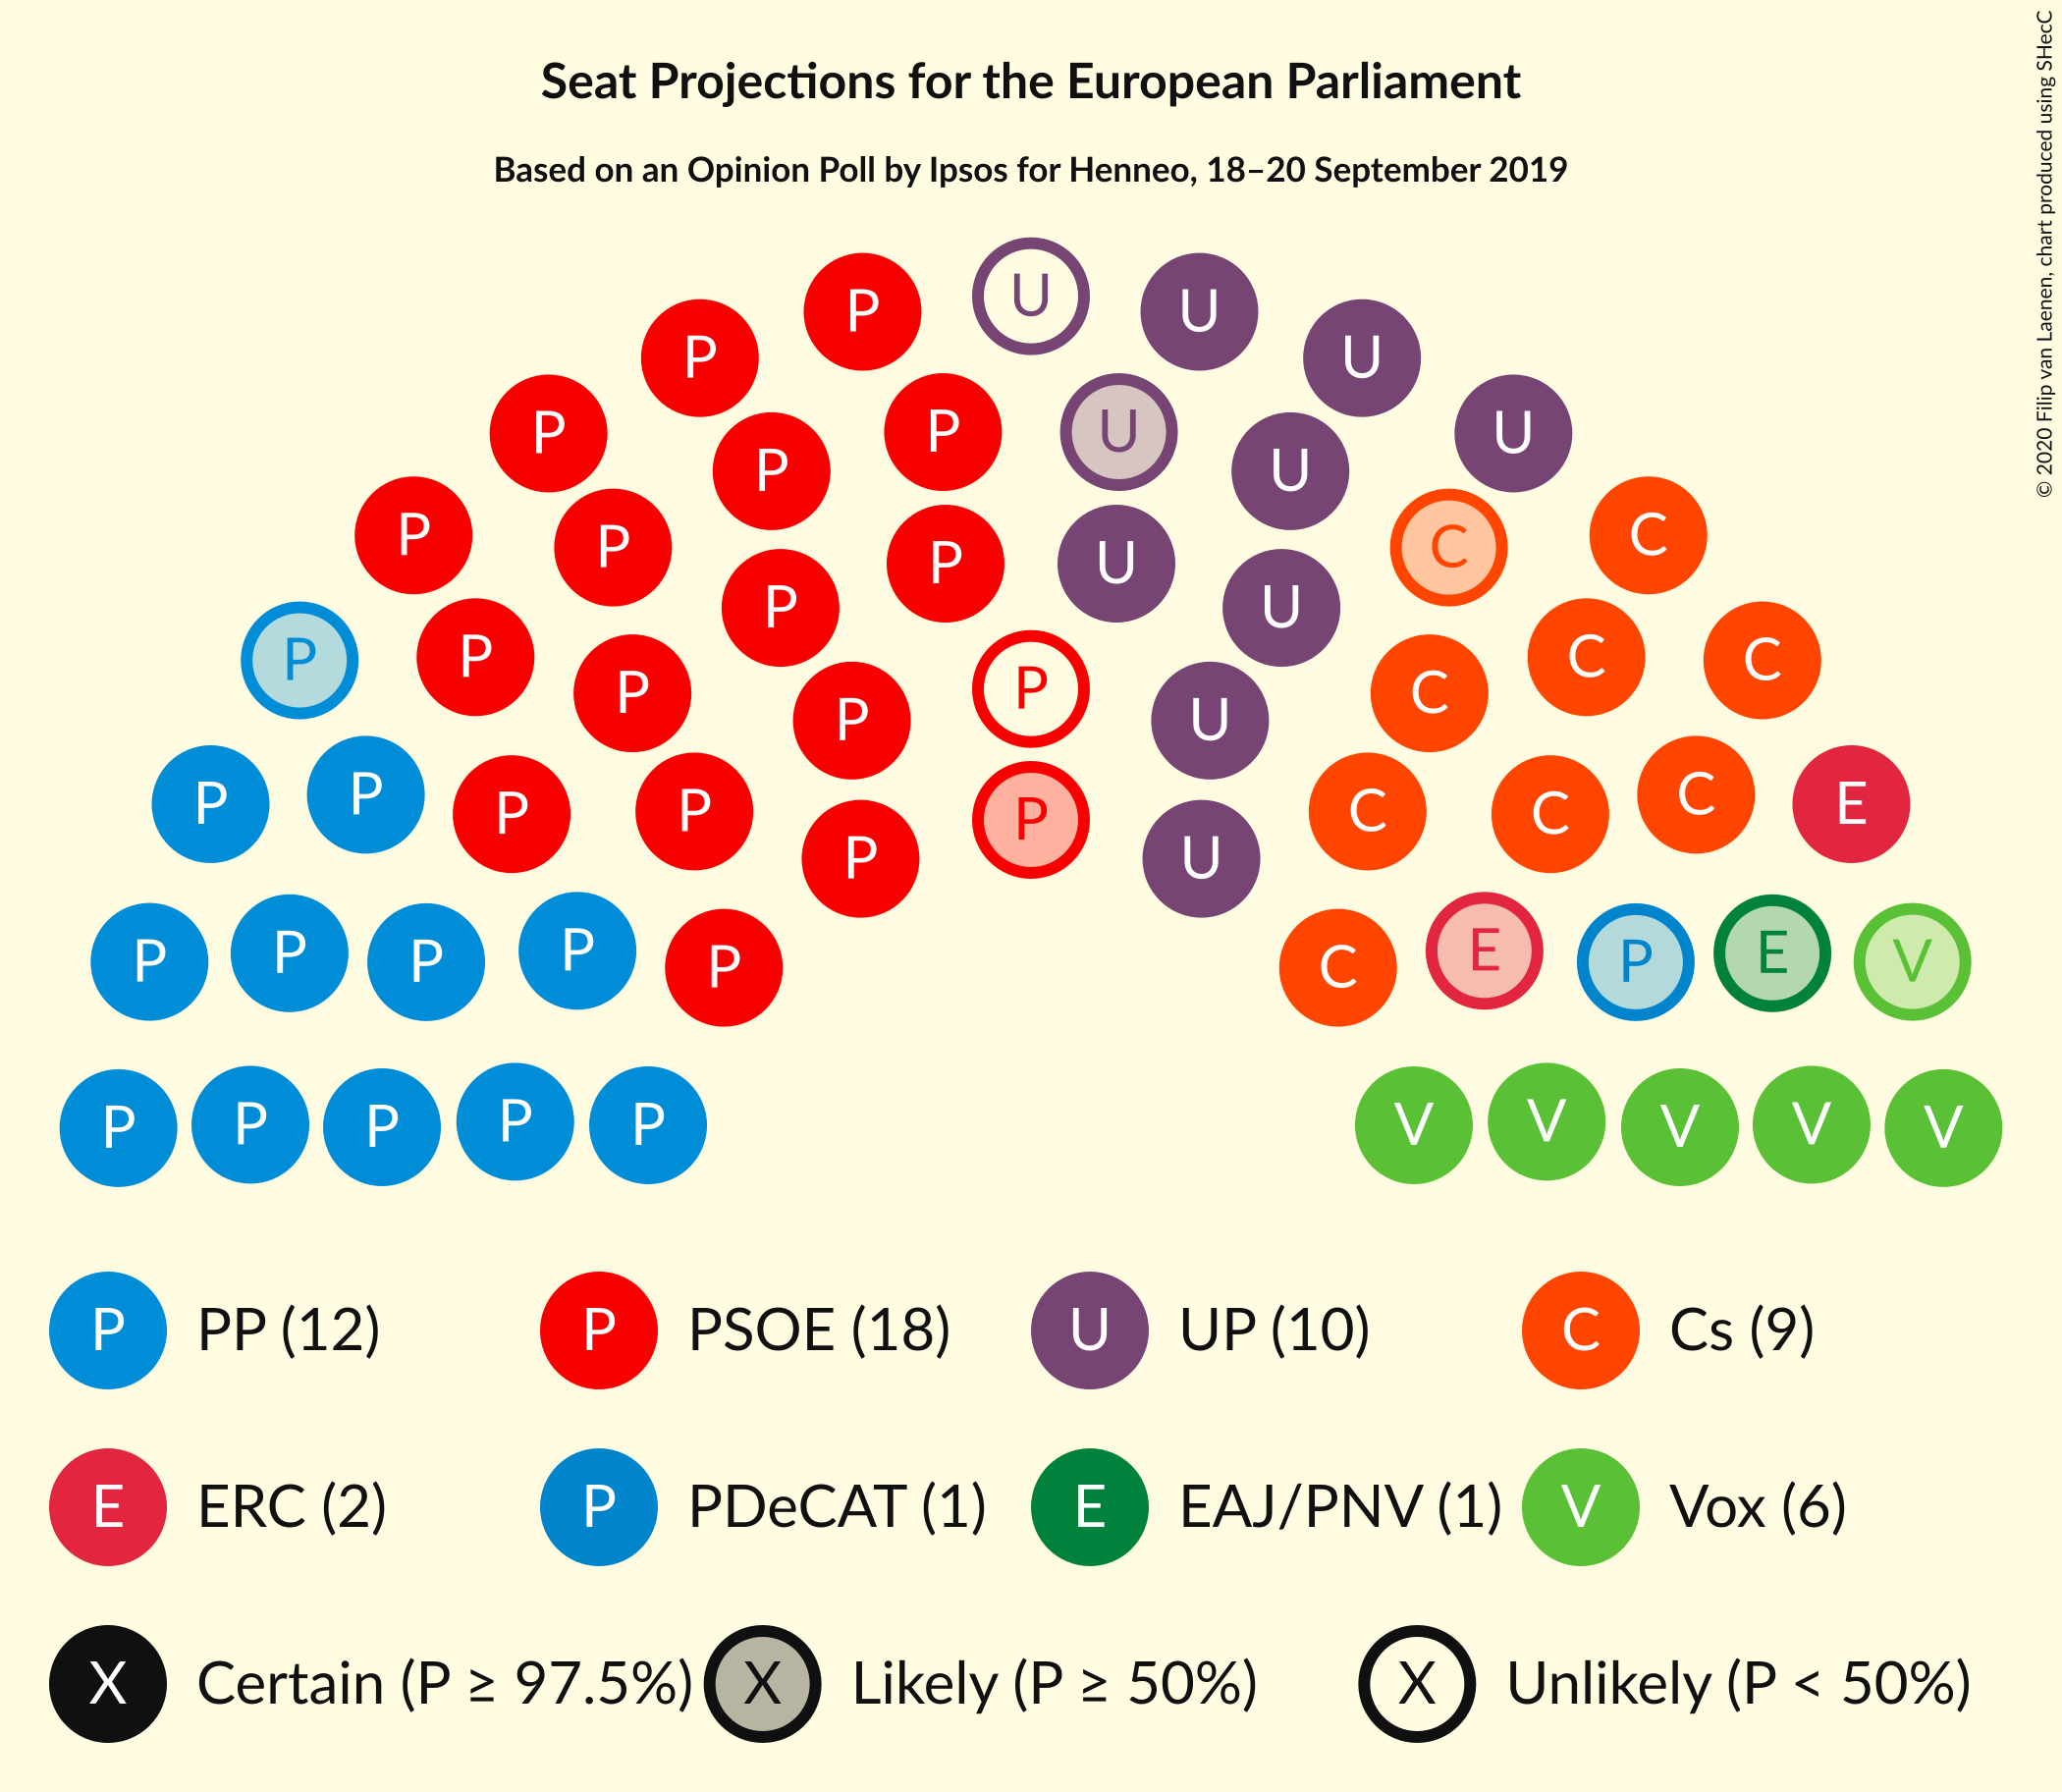 Seat Projections for the European Parliament
Based on an Opinion Poll by Ipsos for Henneo, 18–20 September 2019
© 2020 Filip van Laenen, chart produced using SHecC
U
P U
P U
P U
P U
P U
P C
P C
P U
P U
P C
P C
P C
P
P U
P C
P C
P C
P E
P
P U
P E
P P
P E
P V
P C
P P P P P V V V V V
P PP (12) P PSOE (18) U UP (10) C Cs (9)
E ERC (2) P PDeCAT (1) E EAJ/PNV (1) V Vox (6)
X Certain (P ≥ 97.5%) X Likely (P ≥ 50%) X Unlikely (P < 50%)